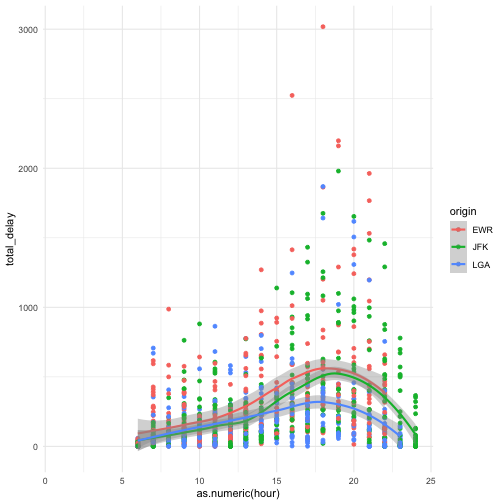 3000
2000
1000
0
total_delay
0 5 10 15 20 25
as.numeric(hour)
origin
EWR
JFK
LGA